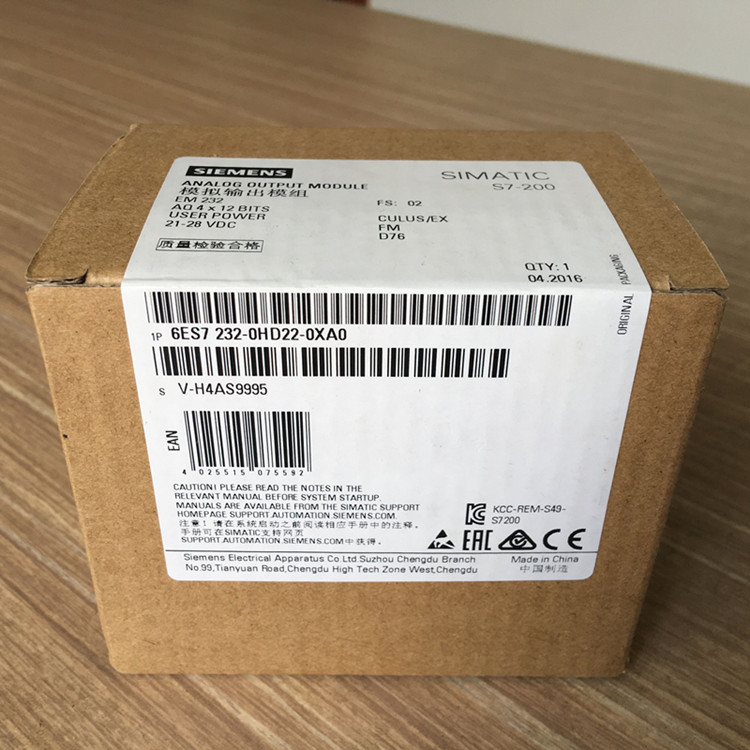 SIEMENS
SIMATIC
S7-200
ANALOG OUTPUT MODULE
模拟输出模组
EM 232
AQ 4 x 12 BITS
USER POWER
21-28 VDC
FS: 02
CULUS/EX
FM
D76
质量检验合格
QTY: 1
04.2016
ORIGINAL
PACKAGING
1P 6ES7 232-0HD22-0XA0
S V-H4AS9995
EAN
4 025515 075592
CAUTION! PLEASE READ THE NOTES IN THE
RELEVANT MANUAL BEFORE SYSTEM STARTUP.
MANUALS ARE AVAILABLE FROM THE SIMATIC SUPPORT
HOMEPAGE SUPPORT.AUTOMATION.SIEMENS.COM
注意! 请在系统启动之前阅读相应手册中的注释。
手册可在SIMATIC支持网页
SUPPORT.AUTOMATION.SIEMENS.COM中获得。
KCC-REM-S49-
S7200
EAC
CE
Siemens Electrical Apparatus Co Ltd Suzhou Chengdu Branch
No.99,Tianyuan Road,Chengdu High Tech Zone West,Chengdu
Made in China
中国制造